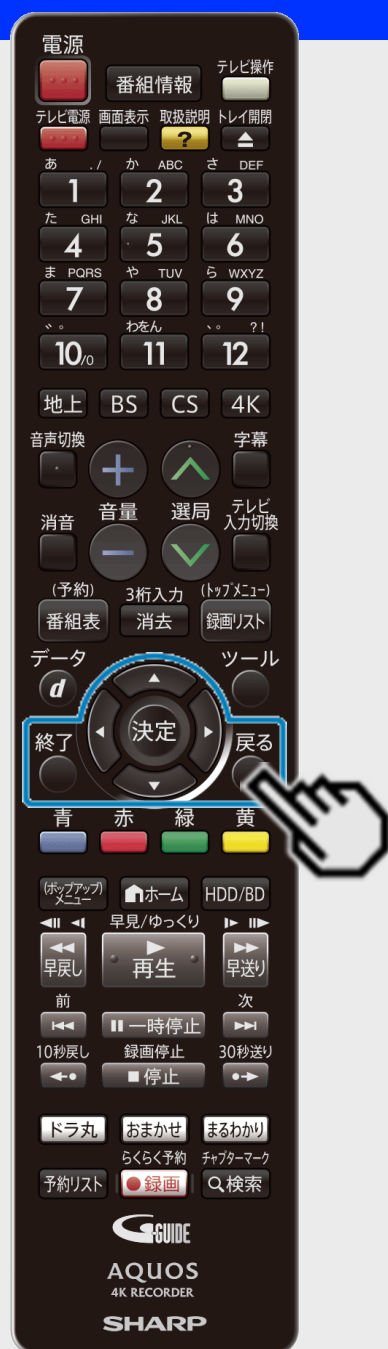 電源
番組情報
テレビ操作
テレビ電源 画面表示 取扱説明 トレイ開閉
?
あ ./ か ABC さ DEF
1 2 3
た GHI な JKL は MNO
4 5 6
ま PQRS や TUV ら WXYZ
7 8 9
゛゜ わをん 、。 ?!
10/0 11 12
地上 BS CS 4K
音声切換 字幕
+
消音 音量 選局 テレビ
入力切換
−
(予約) 3桁入力 (トップメニュー)
番組表 消去 録画リスト
データ ツール
d
決定
終了 戻る
青 赤 緑 黄
(ポップアップ)
メニュー
ホーム HDD/BD
早見/ゆっくり
早戻し 再生 早送り
前 次
一時停止
10秒戻し 録画停止 30秒送り
停止
ドラ丸 おまかせ まるわかり
らくらく予約 チャプターマーク
予約リスト 録画 検索
G-GUIDE
AQUOS
4K RECORDER
SHARP